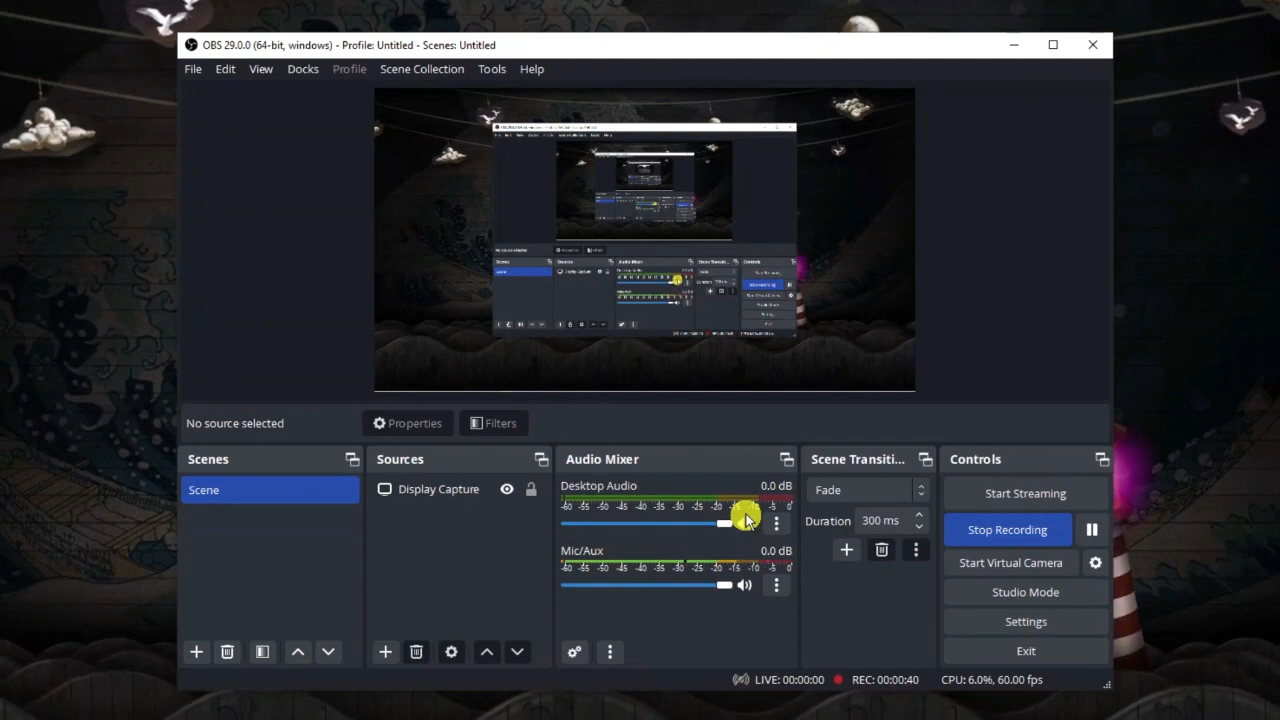 OBS 29.0.0 (64-bit, windows) - Profile: Untitled - Scenes: Untitled
File Edit View Docks Profile Scene Collection Tools Help
No source selected Properties Filters
Scenes
Scene
Sources
Display Capture
Audio Mixer
Desktop Audio 0.0 dB
-60 -55 -50 -45 -40 -35 -30 -25 -20 -15 -10 -5 0
Mic/Aux 0.0 dB
-60 -55 -50 -45 -40 -35 -30 -25 -20 -15 -10 -5 0
Scene Transiti...
Fade
Duration 300 ms
Controls
Start Streaming
Stop Recording
Start Virtual Camera
Studio Mode
Settings
Exit
LIVE: 00:00:00 REC: 00:00:40 CPU: 6.0%, 60.00 fps